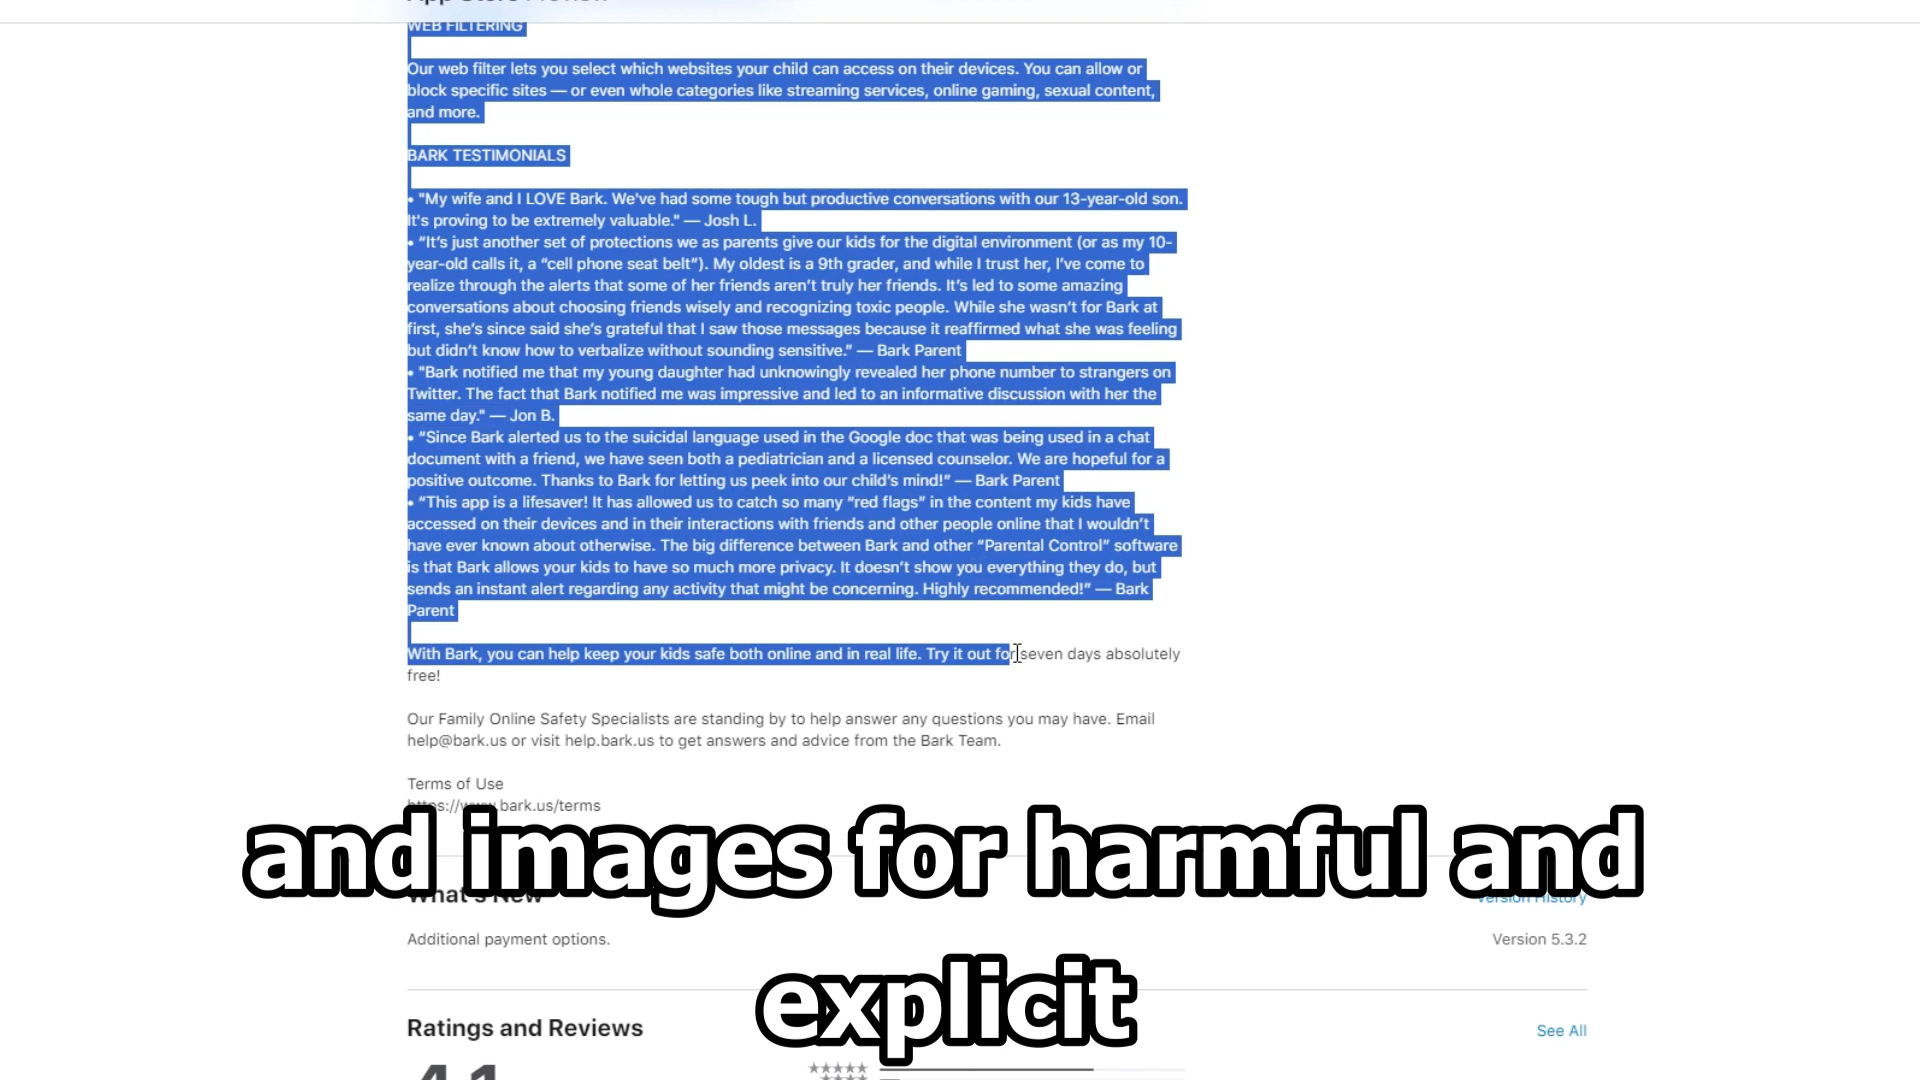 App Store Preview
WEB FILTERING
Our web filter lets you select which websites your child can access on their devices. You can allow or
block specific sites — or even whole categories like streaming services, online gaming, sexual content,
and more.
BARK TESTIMONIALS
• "My wife and I LOVE Bark. We've had some tough but productive conversations with our 13-year-old son.
It's proving to be extremely valuable." — Josh L.
• “It’s just another set of protections we as parents give our kids for the digital environment (or as my 10-
year-old calls it, a “cell phone seat belt”). My oldest is a 9th grader, and while I trust her, I’ve come to
realize through the alerts that some of her friends aren’t truly her friends. It’s led to some amazing
conversations about choosing friends wisely and recognizing toxic people. While she wasn’t for Bark at
first, she’s since said she’s grateful that I saw those messages because it reaffirmed what she was feeling
but didn’t know how to verbalize without sounding sensitive.” — Bark Parent
• "Bark notified me that my young daughter had unknowingly revealed her phone number to strangers on
Twitter. The fact that Bark notified me was impressive and led to an informative discussion with her the
same day." — Jon B.
• “Since Bark alerted us to the suicidal language used in the Google doc that was being used in a chat
document with a friend, we have seen both a pediatrician and a licensed counselor. We are hopeful for a
positive outcome. Thanks to Bark for letting us peek into our child’s mind!” — Bark Parent
• “This app is a lifesaver! It has allowed us to catch so many “red flags” in the content my kids have
accessed on their devices and in their interactions with friends and other people online that I wouldn’t
have ever known about otherwise. The big difference between Bark and other “Parental Control” software
is that Bark allows your kids to have so much more privacy. It doesn’t show you everything they do, but
sends an instant alert regarding any activity that might be concerning. Highly recommended!” — Bark
Parent
With Bark, you can help keep your kids safe both online and in real life. Try it out for seven days absolutely
free!
Our Family Online Safety Specialists are standing by to help answer any questions you may have. Email
help@bark.us or visit help.bark.us to get answers and advice from the Bark Team.
Terms of Use
https://www.bark.us/terms
and images for harmful and
What's New
Version History
Additional payment options.
Version 5.3.2
explicit
Ratings and Reviews
See All
4.1